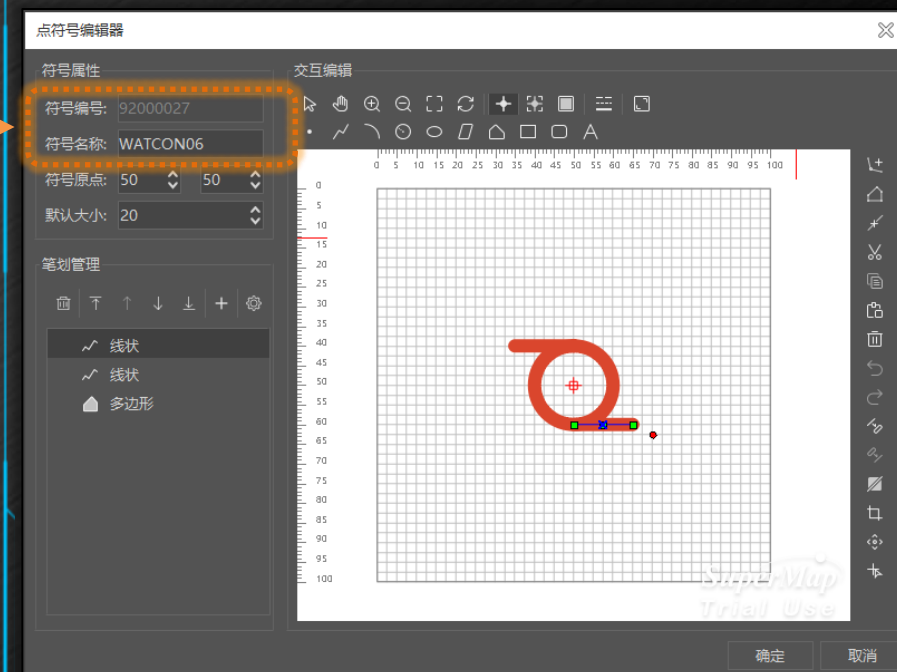 点符号编辑器
符号属性
符号编号: 92000027
符号名称: WATCON06
符号原点: 50 50
默认大小: 20
笔划管理
线状
线状
多边形
交互编辑
0 5 10 15 20 25 30 35 40 45 50 55 60 65 70 75 80 85 90 95 100
0
5
10
15
20
25
30
35
40
45
50
55
60
65
70
75
80
85
90
95
100
SuperMap
Trial Use
确定 取消